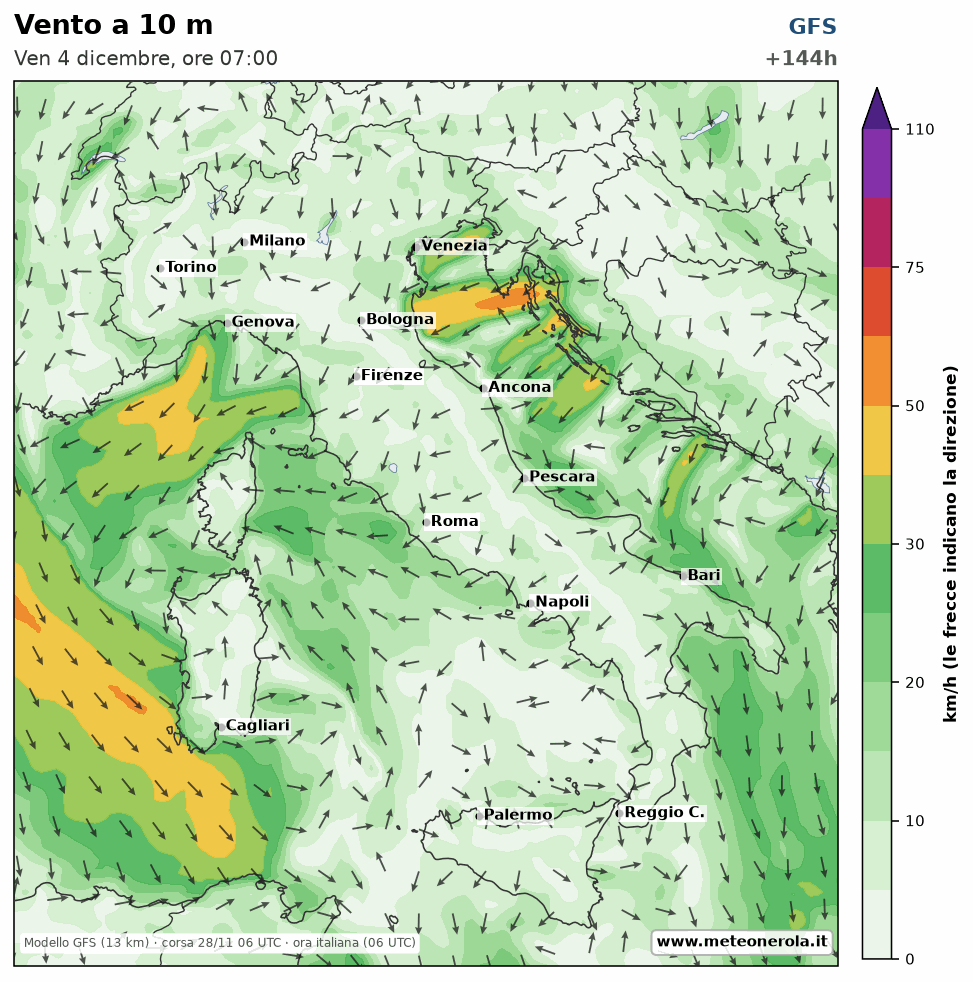 Vento a 10 m
GFS
Ven 4 dicembre, ore 07:00
+144h
110
75
50
30
20
10
0
km/h (le frecce indicano la direzione)
Venezia
Milano
Torino
Bologna
Genova
Firenze
Ancona
Pescara
Roma
Bari
Napoli
Cagliari
Palermo
Reggio C.
Modello GFS (13 km) · corsa 28/11 06 UTC · ora italiana (06 UTC)
www.meteonerola.it